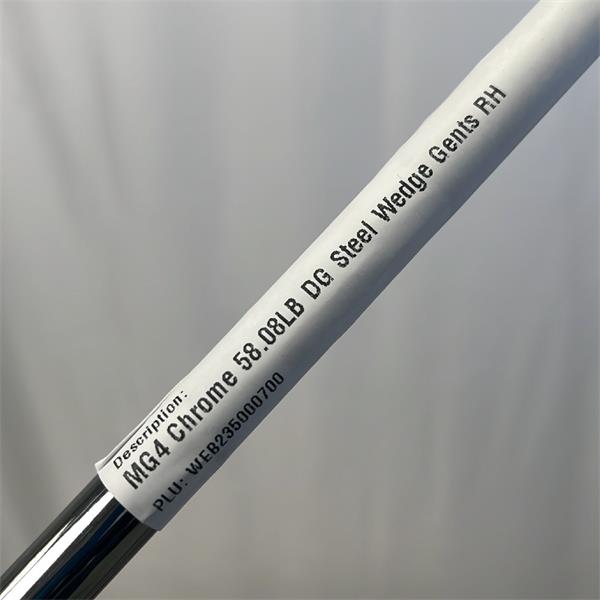 Description:
MG4 Chrome 58.08LB DG Steel Wedge Gents RH
PLU: WEB235000700